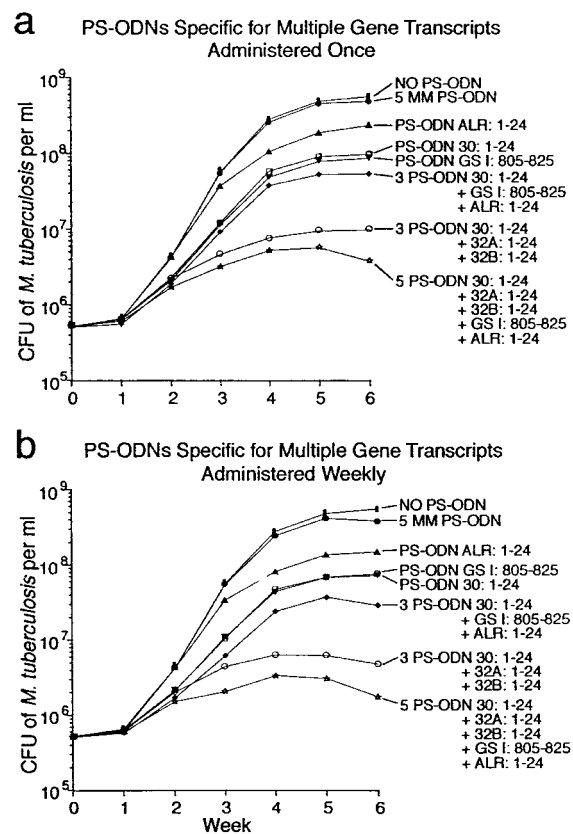 a
PS-ODNs Specific for Multiple Gene Transcripts
Administered Once
CFU of M. tuberculosis per ml
10⁹
10⁸
10⁷
10⁶
10⁵
0 1 2 3 4 5 6
NO PS-ODN
5 MM PS-ODN
PS-ODN ALR: 1-24
PS-ODN 30: 1-24
PS-ODN GS I: 805-825
3 PS-ODN 30: 1-24
+ GS I: 805-825
+ ALR: 1-24
3 PS-ODN 30: 1-24
+ 32A: 1-24
+ 32B: 1-24
5 PS-ODN 30: 1-24
+ 32A: 1-24
+ 32B: 1-24
+ GS I: 805-825
+ ALR: 1-24
b
PS-ODNs Specific for Multiple Gene Transcripts
Administered Weekly
CFU of M. tuberculosis per ml
10⁹
10⁸
10⁷
10⁶
10⁵
0 1 2 3 4 5 6
Week
NO PS-ODN
5 MM PS-ODN
PS-ODN ALR: 1-24
PS-ODN GS I: 805-825
PS-ODN 30: 1-24
3 PS-ODN 30: 1-24
+ GS I: 805-825
+ ALR: 1-24
3 PS-ODN 30: 1-24
+ 32A: 1-24
+ 32B: 1-24
5 PS-ODN 30: 1-24
+ 32A: 1-24
+ 32B: 1-24
+ GS I: 805-825
+ ALR: 1-24